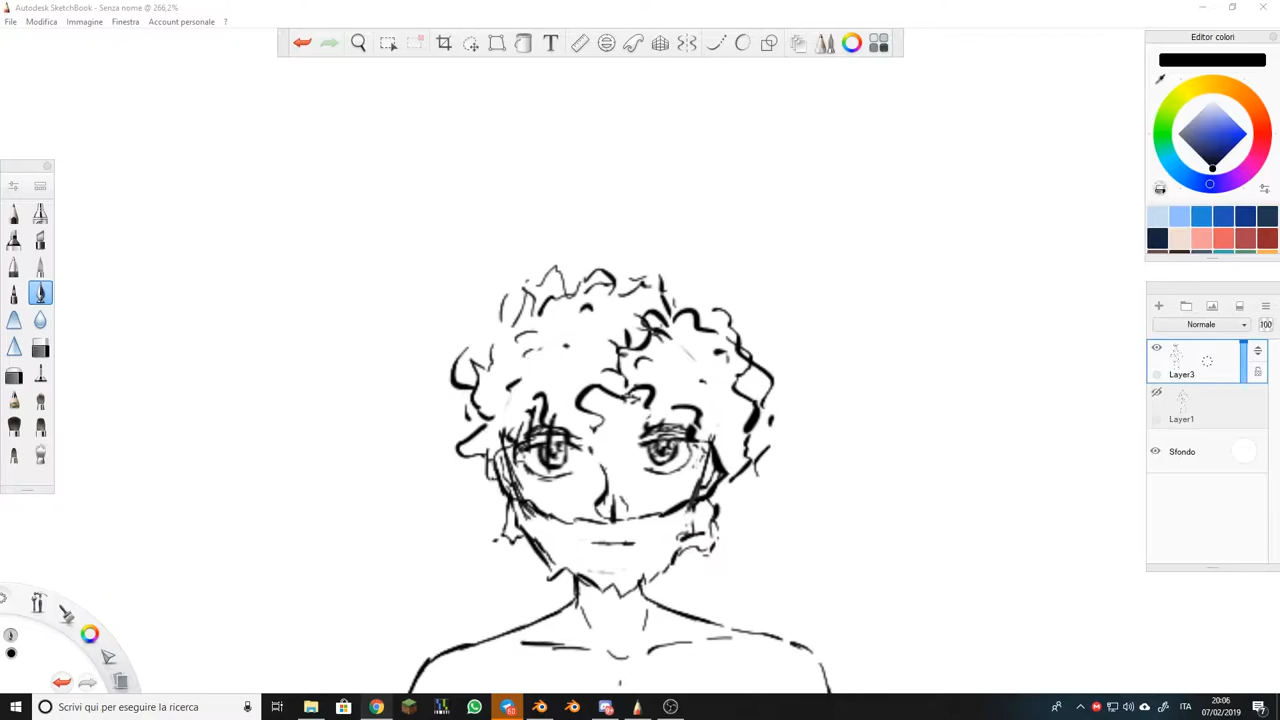 Autodesk SketchBook - Senza nome @ 266,2%
File Modifica Immagine Finestra Account personale ?
T
Editor colori
Normale
100
Layer3
Layer1
Sfondo
Scrivi qui per eseguire la ricerca
ITA
20:06
07/02/2019